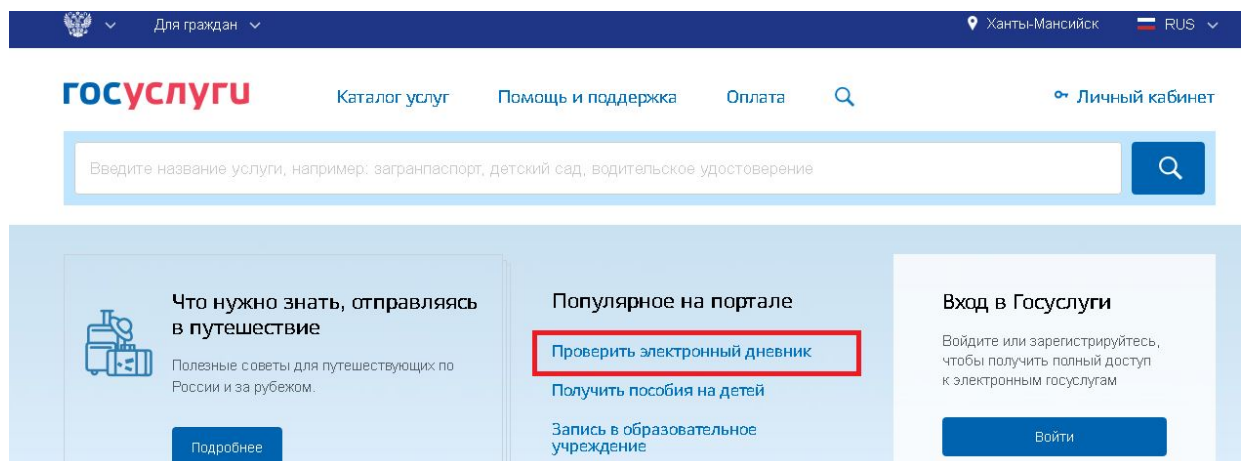 Для граждан
Ханты-Мансийск
RUS
госуслуги
Каталог услуг
Помощь и поддержка
Оплата
Личный кабинет
Введите название услуги, например: загранпаспорт, детский сад, водительское удостоверение
Что нужно знать, отправляясь
в путешествие
Полезные советы для путешествующих по
России и за рубежом.
Подробнее
Популярное на портале
Проверить электронный дневник
Получить пособия на детей
Запись в образовательное
учреждение
Вход в Госуслуги
Войдите или зарегистрируйтесь,
чтобы получить полный доступ
к электронным госуслугам
Войти